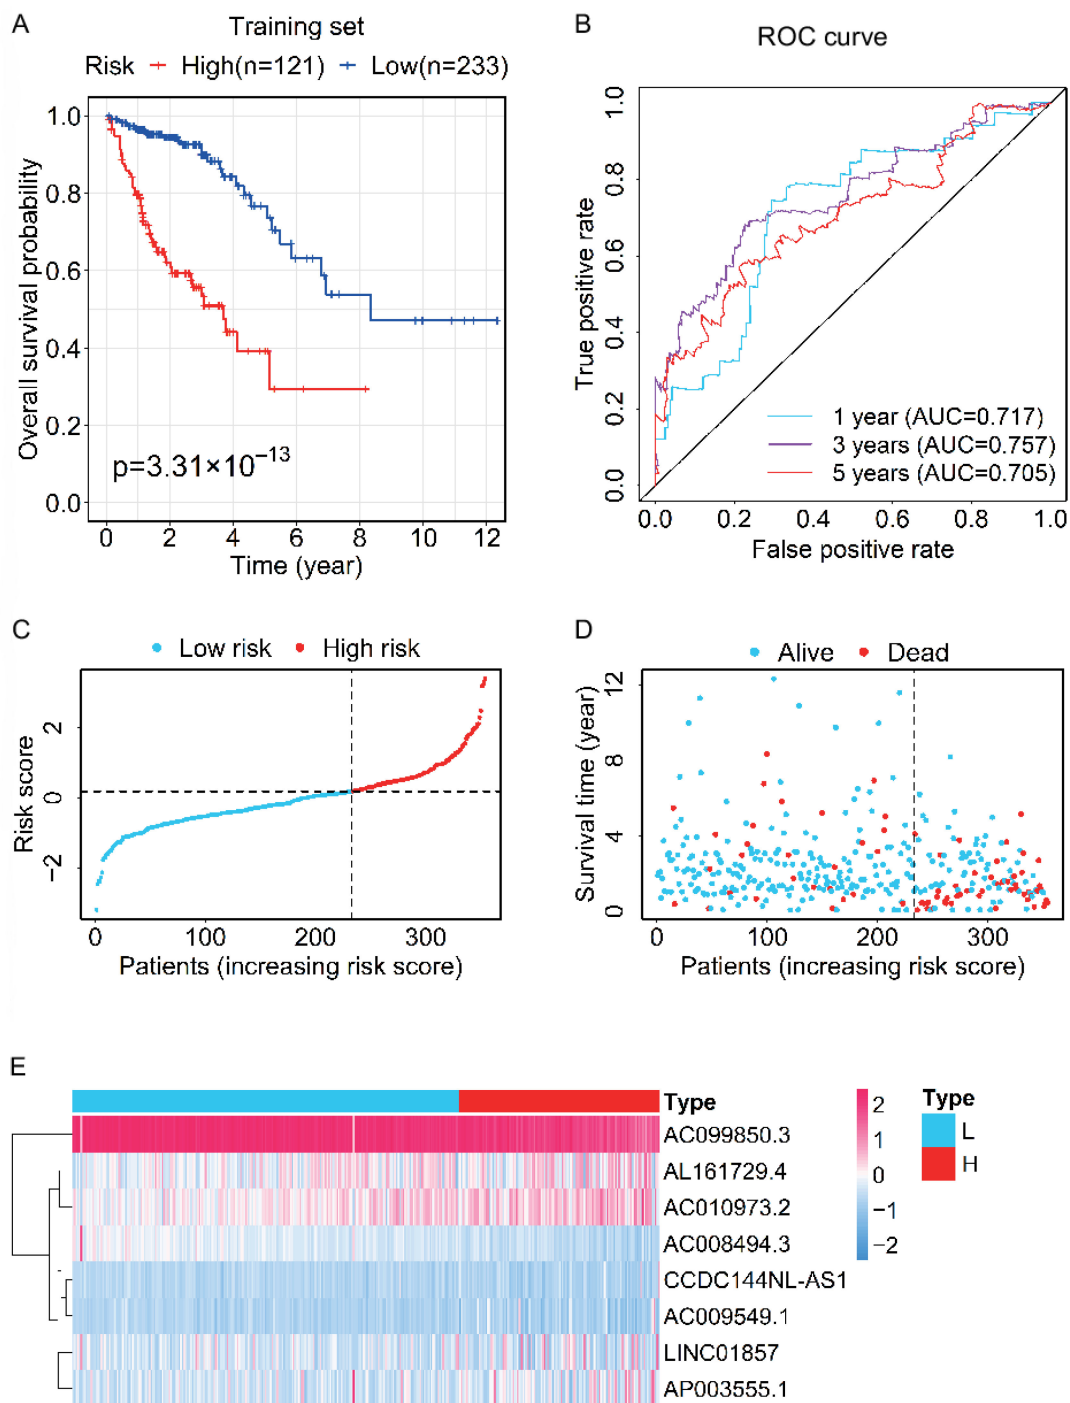 A
Training set
Risk High(n=121) Low(n=233)
Overall survival probability
1.0
0.8
0.6
0.4
0.2
0.0
p=3.31×10⁻¹³
0 2 4 6 8 10 12
Time (year)
B
ROC curve
True positive rate
1.0
0.8
0.6
0.4
0.2
0.0
1 year (AUC=0.717)
3 years (AUC=0.757)
5 years (AUC=0.705)
0.0 0.2 0.4 0.6 0.8 1.0
False positive rate
C
Low risk High risk
Risk score
2
0
−2
0 100 200 300
Patients (increasing risk score)
D
Alive Dead
Survival time (year)
12
8
4
0
0 100 200 300
Patients (increasing risk score)
E
Type
AC099850.3
AL161729.4
AC010973.2
AC008494.3
CCDC144NL-AS1
AC009549.1
LINC01857
AP003555.1
2
1
0
−1
−2
Type
L
H